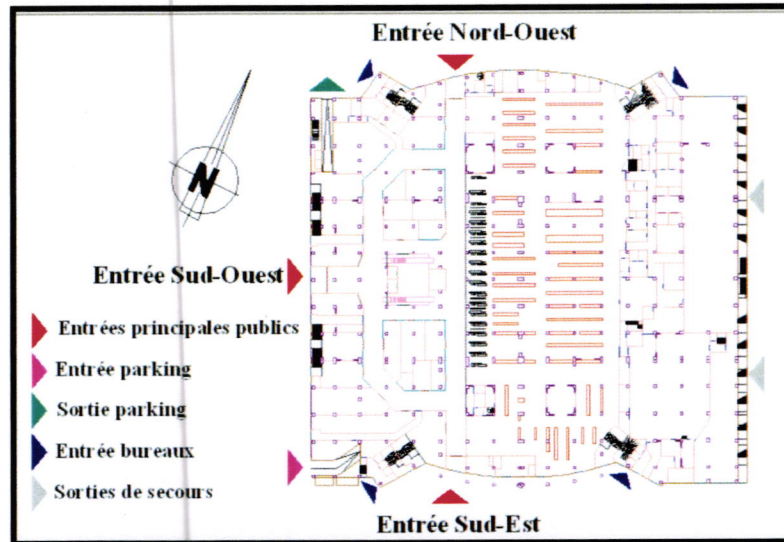 Entrée Nord-Ouest
N
Entrée Sud-Ouest
Entrées principales publics
Entrée parking
Sortie parking
Entrée bureaux
Sorties de secours
Entrée Sud-Est